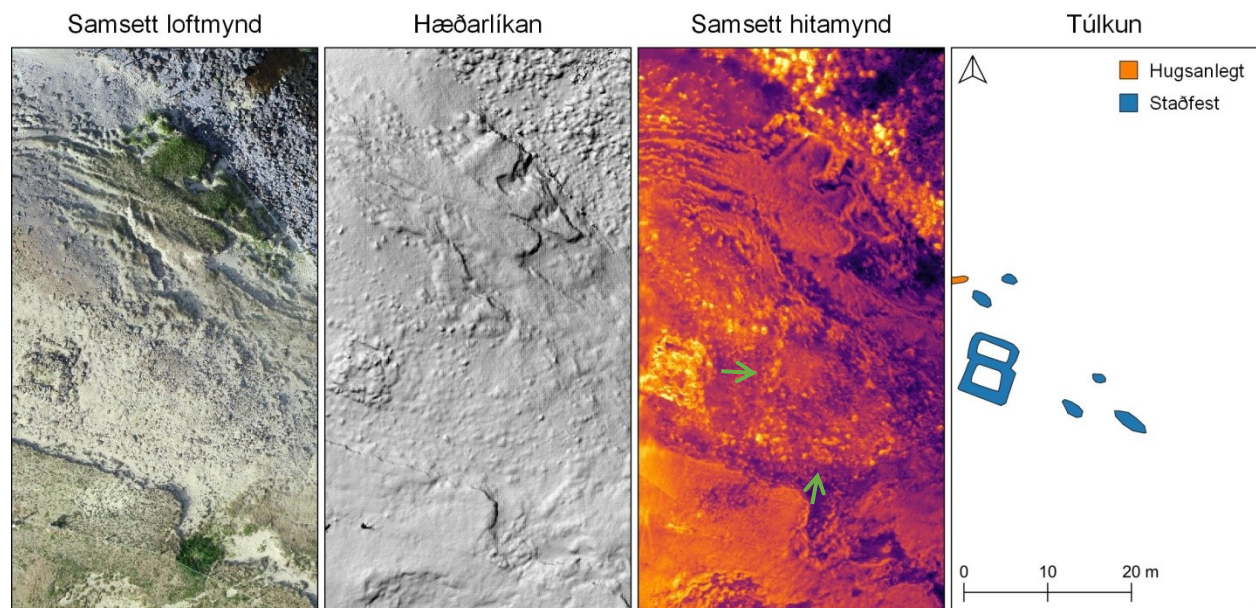 Samsett loftmynd
Hæðarlíkan
Samsett hitamynd
Túlkun
Hugsanlegt
Staðfest
0 10 20 m